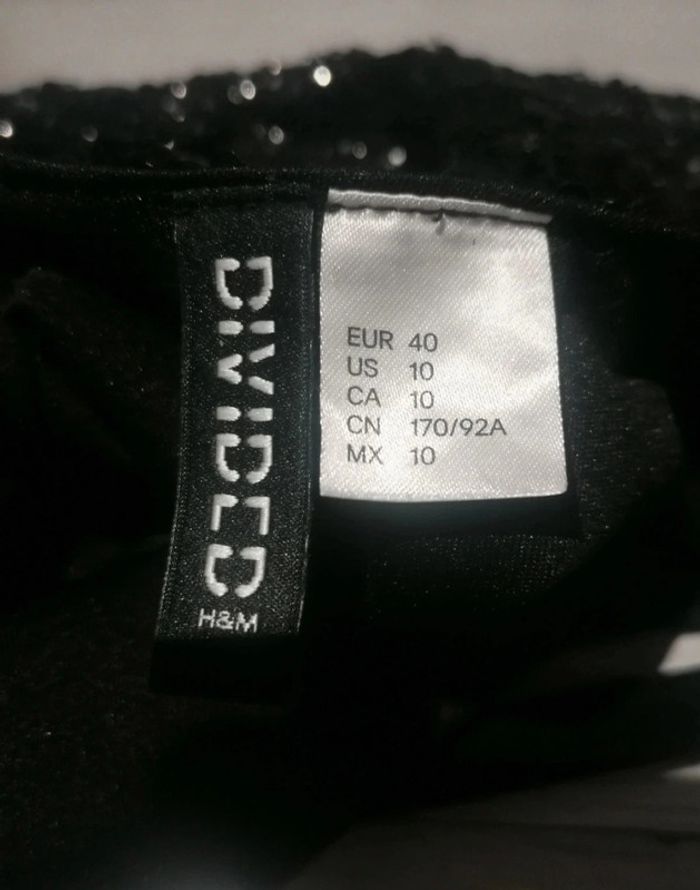 DIVIDED
H&M
EUR 40
US 10
CA 10
CN 170/92A
MX 10